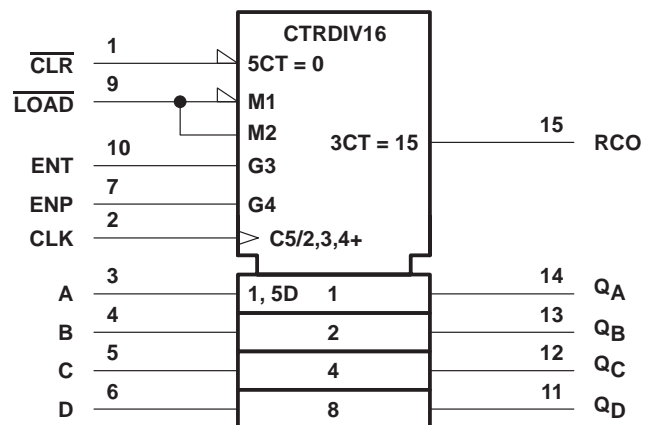 CTRDIV16
CLR 1 5CT = 0
LOAD 9 M1
M2
3CT = 15 15 RCO
ENT 10 G3
ENP 7 G4
CLK 2 C5/2,3,4+
A 3 1, 5D 1 14 QA
B 4 2 13 QB
C 5 4 12 QC
D 6 8 11 QD